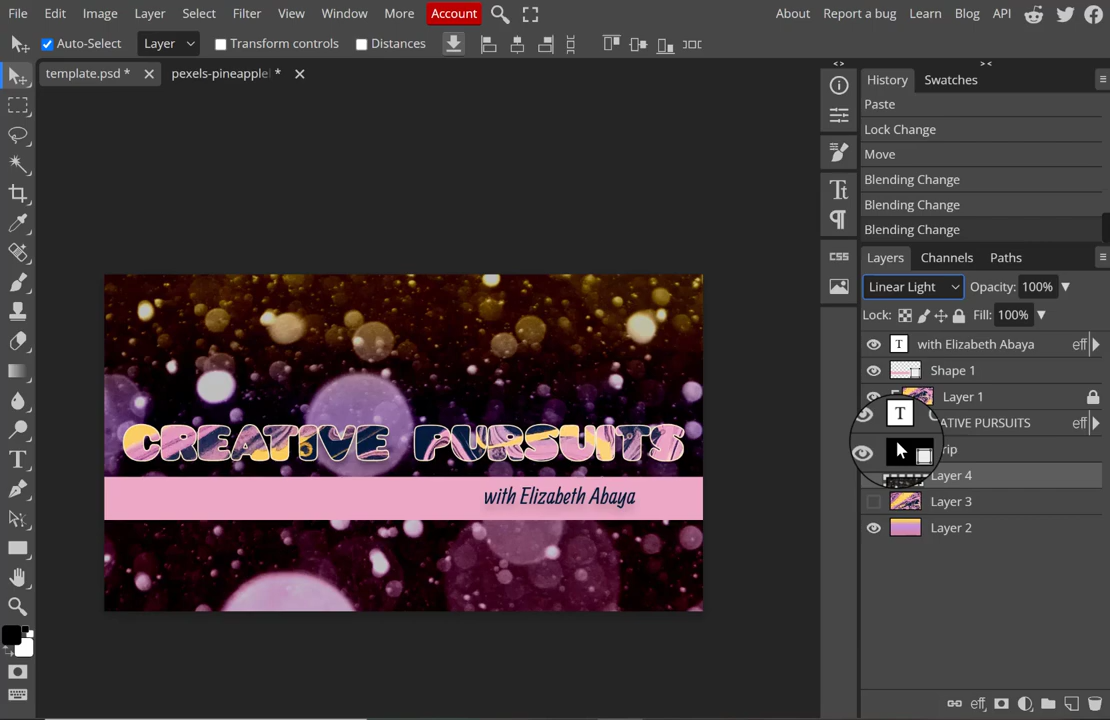 File Edit Image Layer Select Filter View Window More Account About Report a bug Learn Blog API
Auto-Select Layer Transform controls Distances
template.psd * pexels-pineapple *
History Swatches
Paste
Lock Change
Move
Blending Change
Blending Change
Blending Change
Layers Channels Paths
Linear Light Opacity: 100%
Lock: Fill: 100%
T with Elizabeth Abaya eff
Shape 1
Layer 1
T ATIVE PURSUITS eff
rip
Layer 4
Layer 3
Layer 2
CREATIVE PURSUITS
with Elizabeth Abaya
CSS
eff